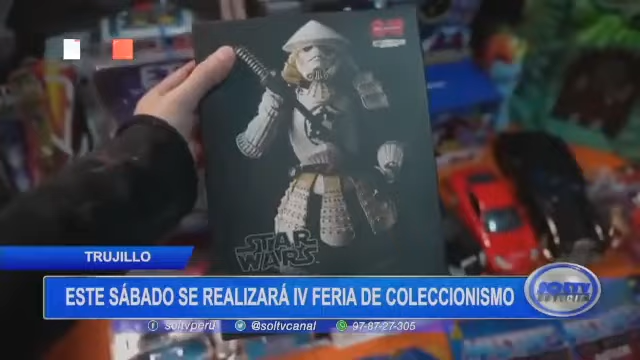 STAR
WARS
TRUJILLO
ESTE SÁBADO SE REALIZARÁ IV FERIA DE COLECCIONISMO
SOLTV
soltvperu @soltvcanal 97-87-27-305